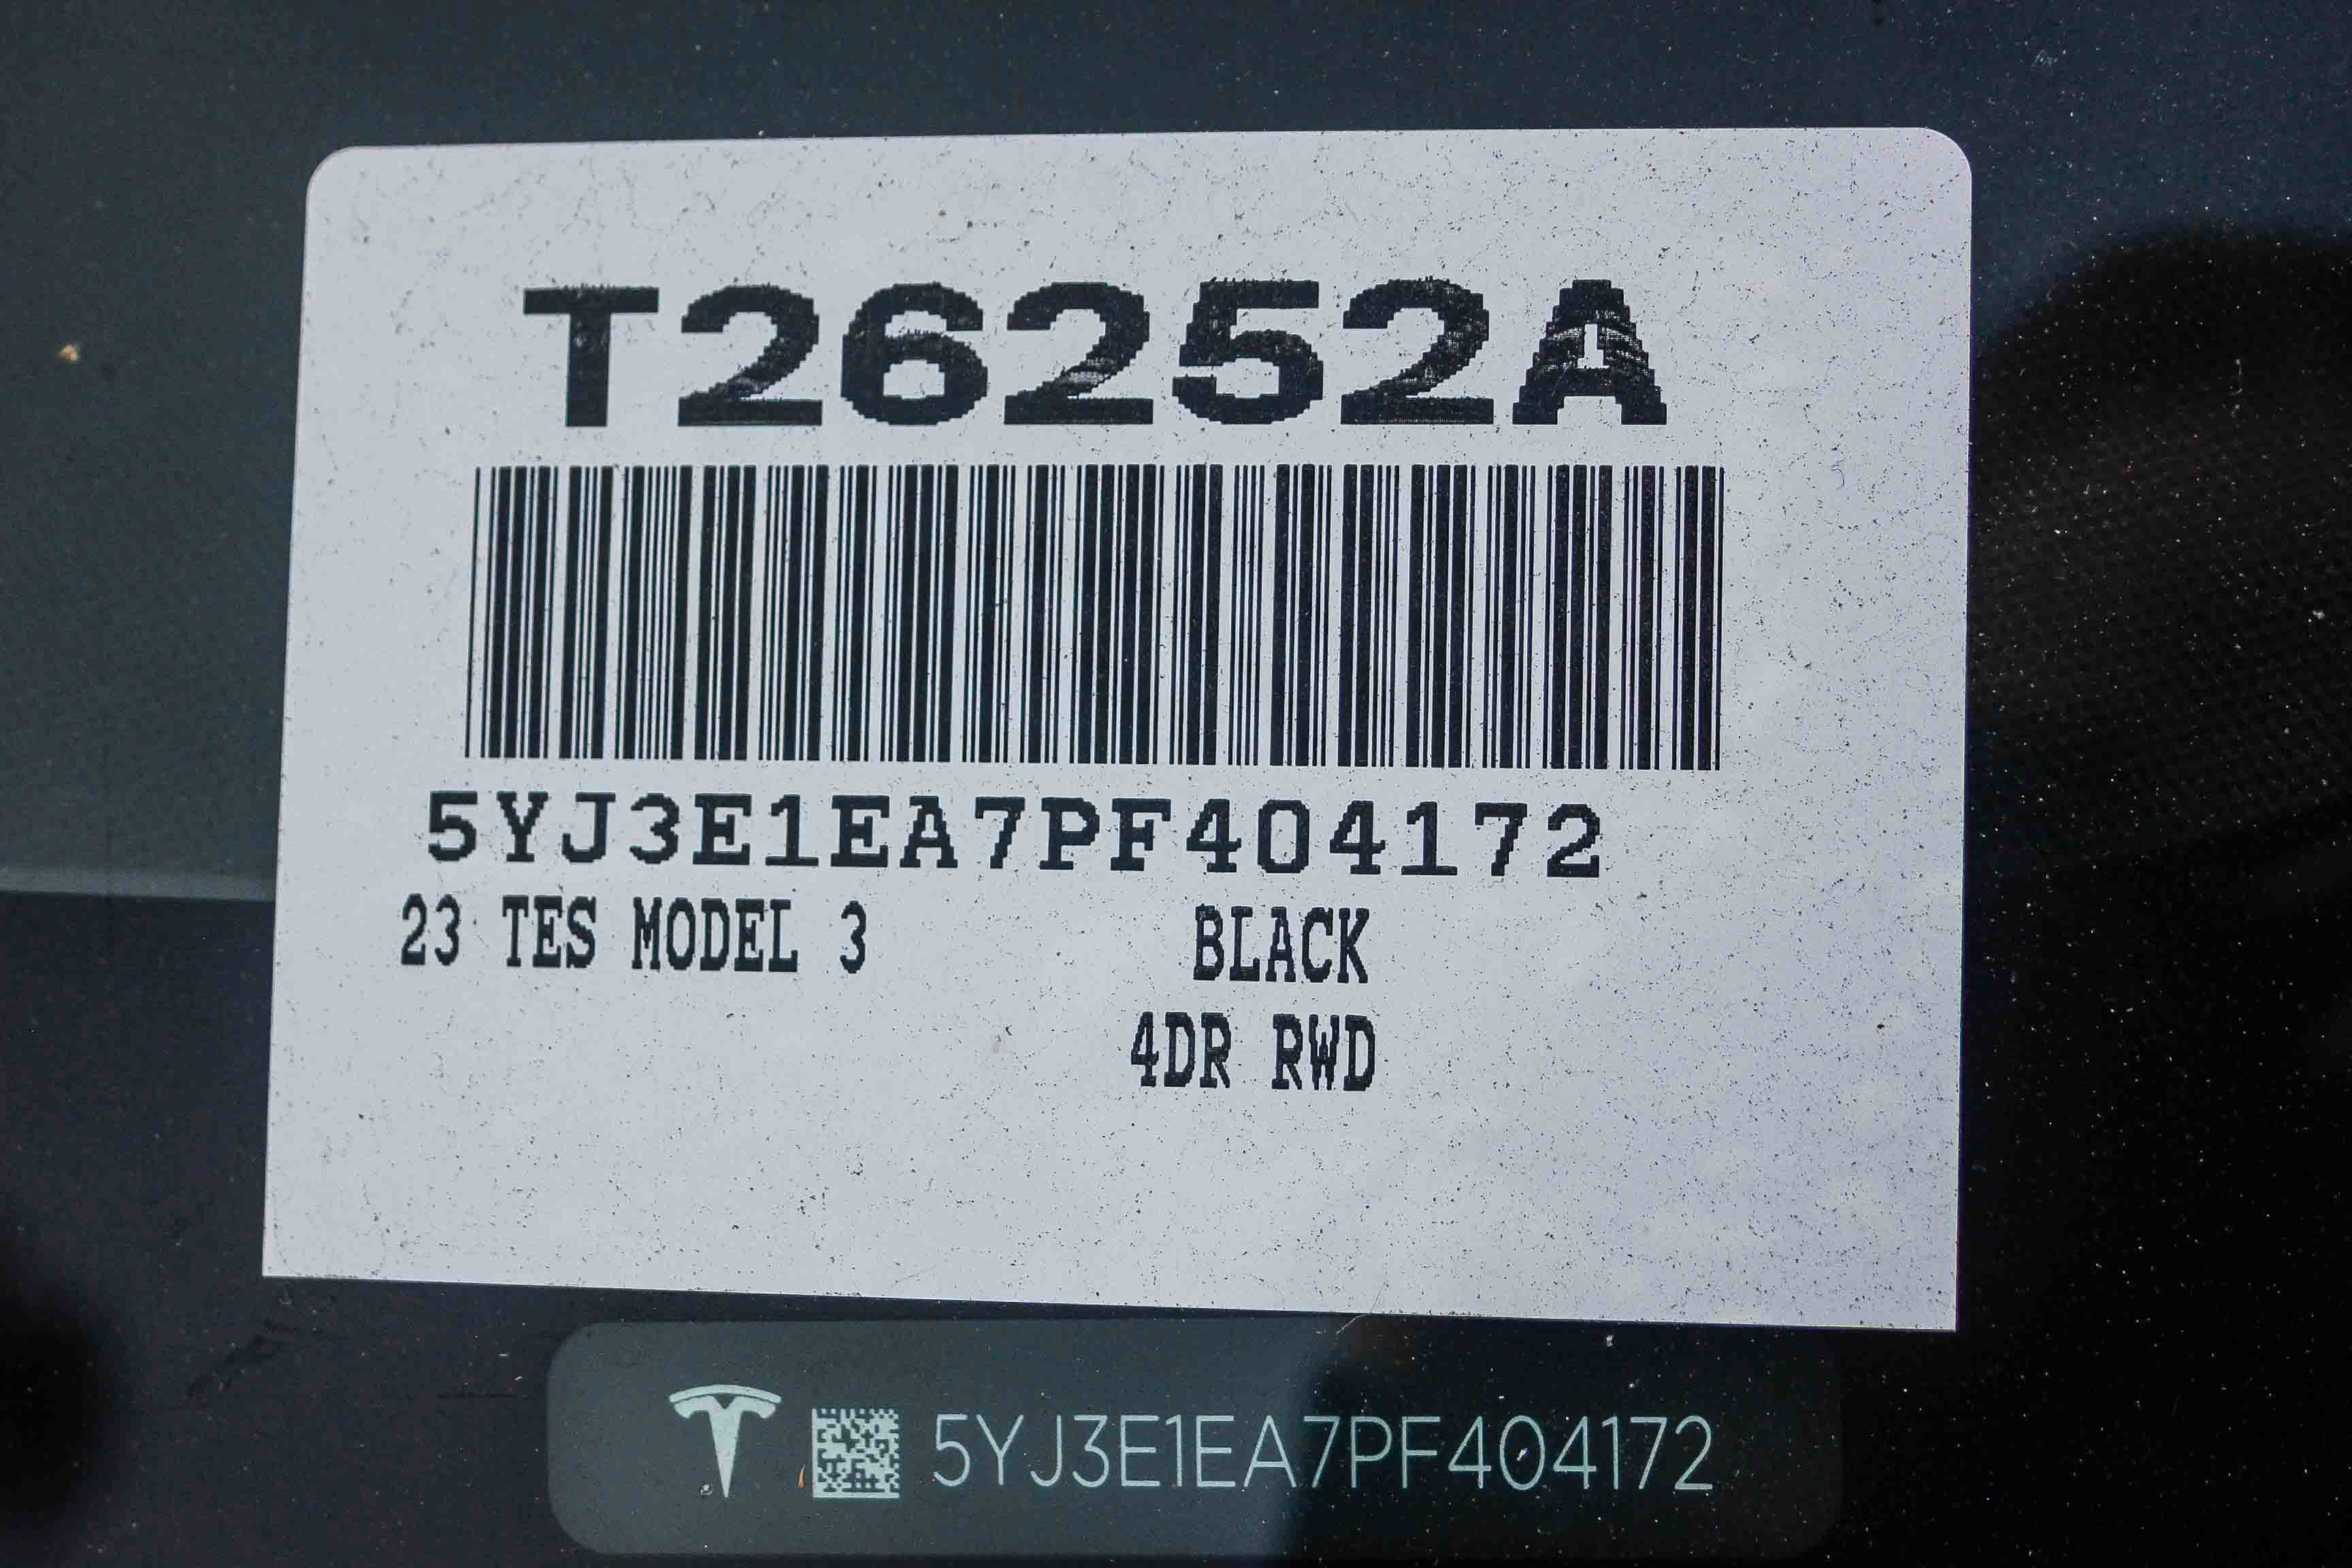 T26252A
5YJ3E1EA7PF404172
23 TES MODEL 3 BLACK
4DR RWD
5YJ3E1EA7PF404172